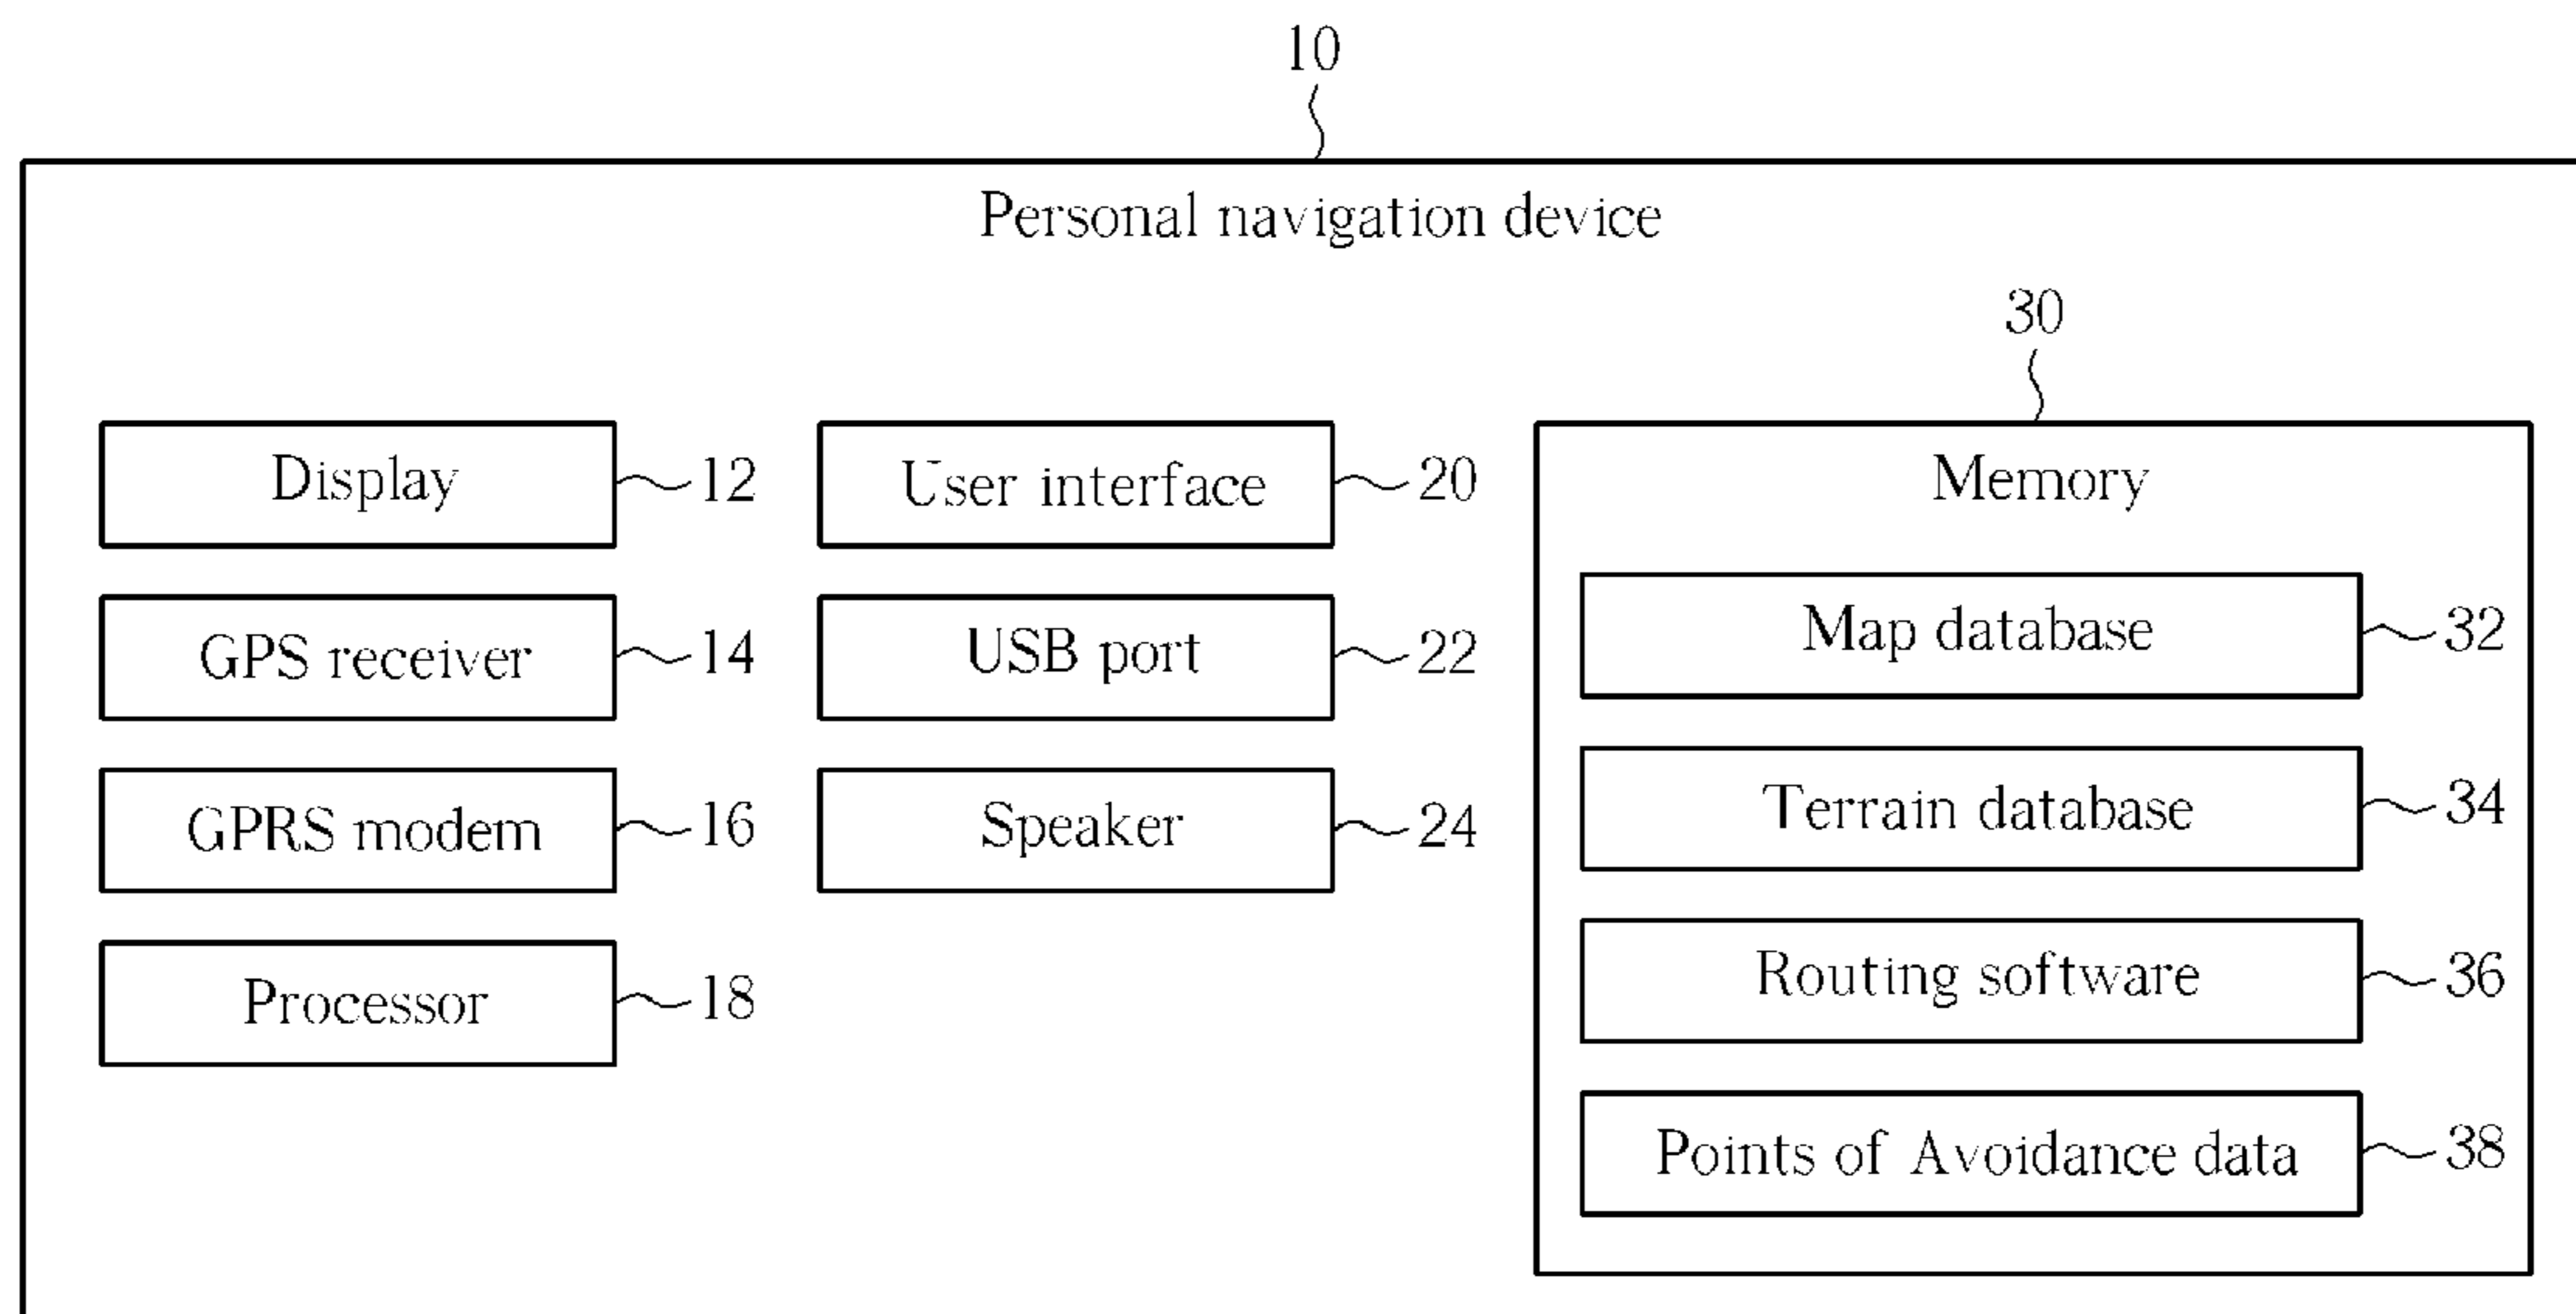 10
Personal navigation device
30
Display 12
User interface 20
Memory
GPS receiver 14
USB port 22
Map database 32
GPRS modem 16
Speaker 24
Terrain database 34
Processor 18
Routing software 36
Points of Avoidance data 38